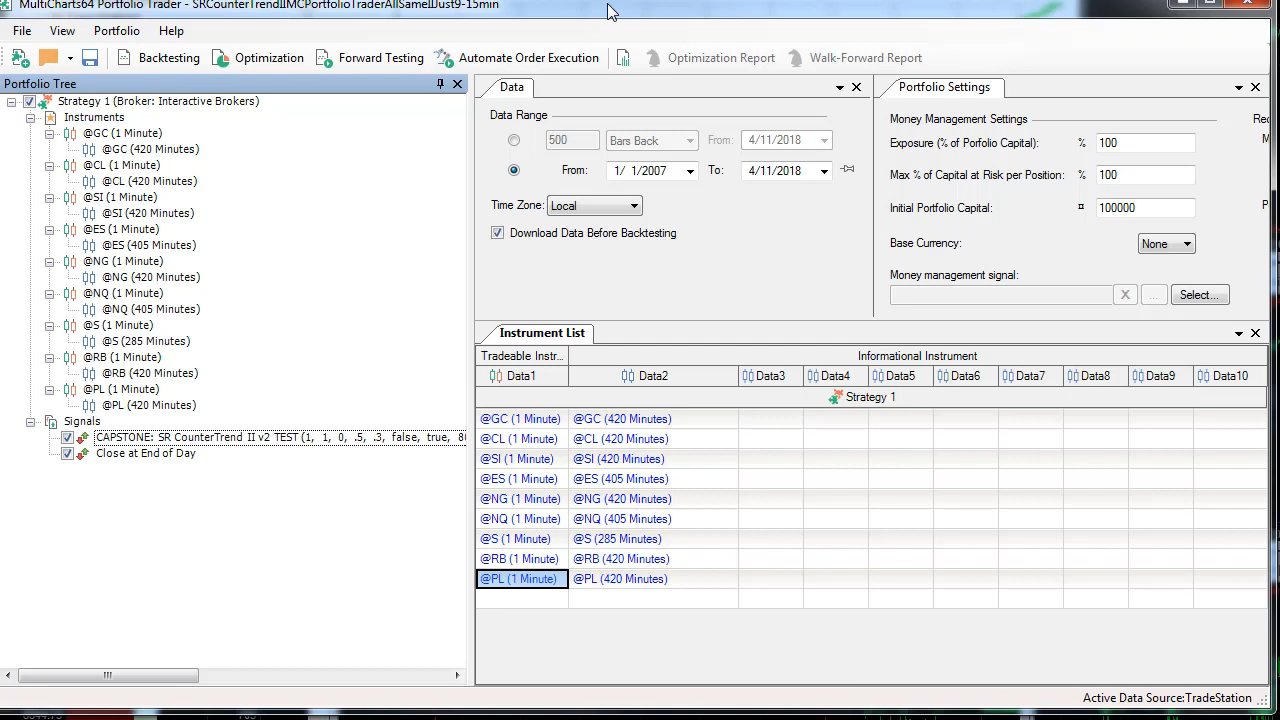 MultiCharts64 Portfolio Trader - SRCounterTrendIIMCPortfolioTraderAllSameIJust9-15min
File View Portfolio Help
Backtesting Optimization Forward Testing Automate Order Execution Optimization Report Walk-Forward Report
Portfolio Tree
Strategy 1 (Broker: Interactive Brokers)
Instruments
@GC (1 Minute)
@GC (420 Minutes)
@CL (1 Minute)
@CL (420 Minutes)
@SI (1 Minute)
@SI (420 Minutes)
@ES (1 Minute)
@ES (405 Minutes)
@NG (1 Minute)
@NG (420 Minutes)
@NQ (1 Minute)
@NQ (405 Minutes)
@S (1 Minute)
@S (285 Minutes)
@RB (1 Minute)
@RB (420 Minutes)
@PL (1 Minute)
@PL (420 Minutes)
Signals
CAPSTONE: SR CounterTrend II v2 TEST (1, 1, 0, .5, .3, false, true, 8
Close at End of Day
Data
Data Range
500 Bars Back From: 4/11/2018
From: 1/ 1/2007 To: 4/11/2018
Time Zone: Local
Download Data Before Backtesting
Portfolio Settings
Money Management Settings
Exposure (% of Porfolio Capital): % 100
Max % of Capital at Risk per Position: % 100
Initial Portfolio Capital: ¤ 100000
Base Currency: None
Money management signal:
X ... Select...
Instrument List
Tradeable Instr... Informational Instrument
Data1 Data2 Data3 Data4 Data5 Data6 Data7 Data8 Data9 Data10
Strategy 1
@GC (1 Minute) @GC (420 Minutes)
@CL (1 Minute) @CL (420 Minutes)
@SI (1 Minute) @SI (420 Minutes)
@ES (1 Minute) @ES (405 Minutes)
@NG (1 Minute) @NG (420 Minutes)
@NQ (1 Minute) @NQ (405 Minutes)
@S (1 Minute) @S (285 Minutes)
@RB (1 Minute) @RB (420 Minutes)
@PL (1 Minute) @PL (420 Minutes)
Active Data Source:TradeStation